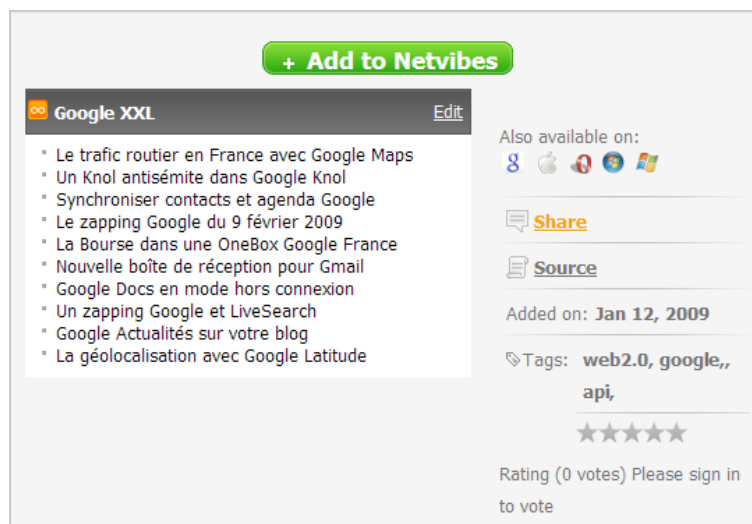 + Add to Netvibes
Google XXL
Edit
Le trafic routier en France avec Google Maps
Un Knol antisémite dans Google Knol
Synchroniser contacts et agenda Google
Le zapping Google du 9 février 2009
La Bourse dans une OneBox Google France
Nouvelle boîte de réception pour Gmail
Google Docs en mode hors connexion
Un zapping Google et LiveSearch
Google Actualités sur votre blog
La géolocalisation avec Google Latitude
Also available on:
g
Share
Source
Added on: Jan 12, 2009
Tags: web2.0, google,,
api,
Rating (0 votes) Please sign in
to vote